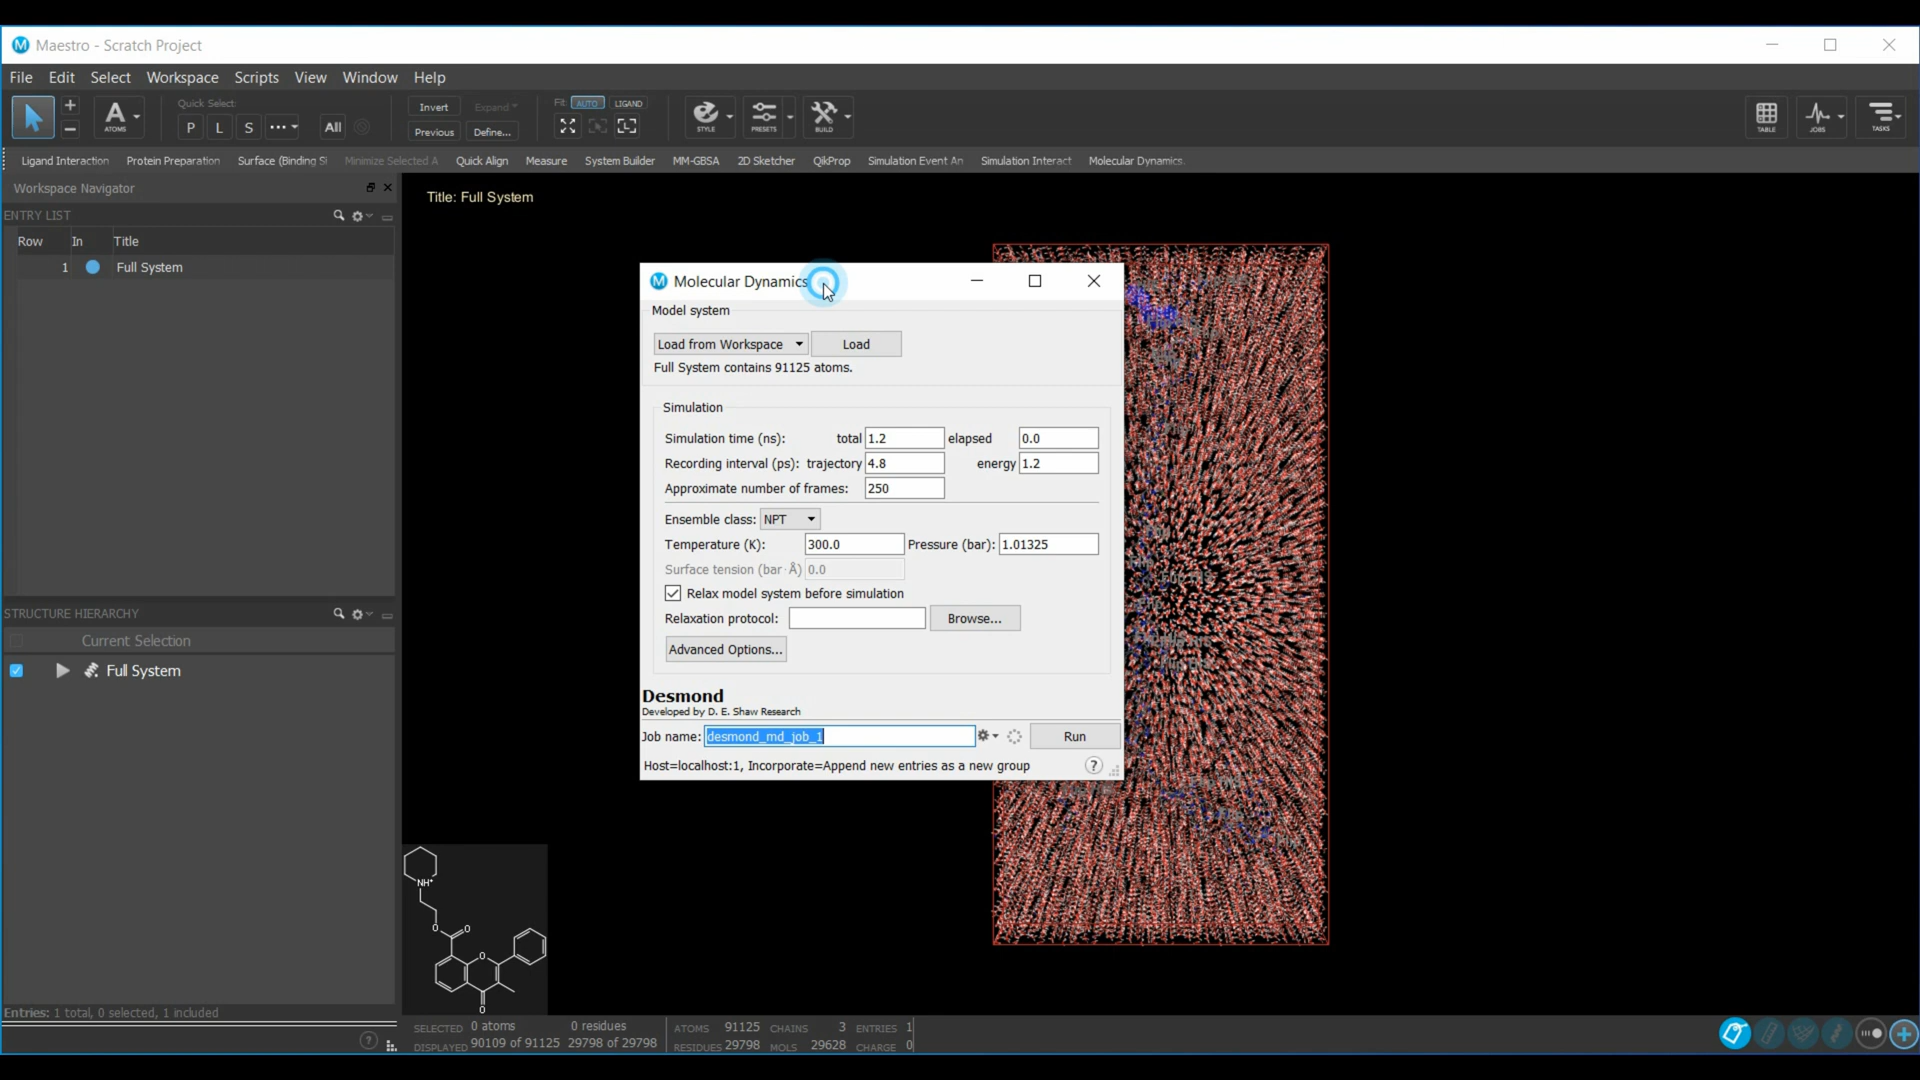 Maestro - Scratch Project
File Edit Select Workspace Scripts View Window Help
Quick Select:
Invert Expand
Fit: AUTO LIGAND
A ATOMS
P L S ... All
Previous Define...
STYLE PRESETS BUILD
TABLE JOBS TASKS
Ligand Interaction Protein Preparation Surface (Binding Si Minimize Selected A Quick Align Measure System Builder MM-GBSA 2D Sketcher QikProp Simulation Event An Simulation Interact Molecular Dynamics.
Workspace Navigator
Title: Full System
ENTRY LIST
Row In Title
1 Full System
Molecular Dynamics
Model system
Load from Workspace Load
Full System contains 91125 atoms.
Simulation
Simulation time (ns): total 1.2 elapsed 0.0
Recording interval (ps): trajectory 4.8 energy 1.2
Approximate number of frames: 250
Ensemble class: NPT
Temperature (K): 300.0 Pressure (bar): 1.01325
Surface tension (bar·Å) 0.0
Relax model system before simulation
Relaxation protocol: Browse...
Advanced Options...
Desmond
Developed by D. E. Shaw Research
Job name: desmond_md_job_1 Run
Host=localhost:1, Incorporate=Append new entries as a new group
STRUCTURE HIERARCHY
Current Selection
Full System
NH+
O
O
O
O
Entries: 1 total, 0 selected, 1 included
SELECTED 0 atoms 0 residues ATOMS 91125 CHAINS 3 ENTRIES 1
DISPLAYED 90109 of 91125 29798 of 29798 RESIDUES 29798 MOLS 29628 CHARGE 0